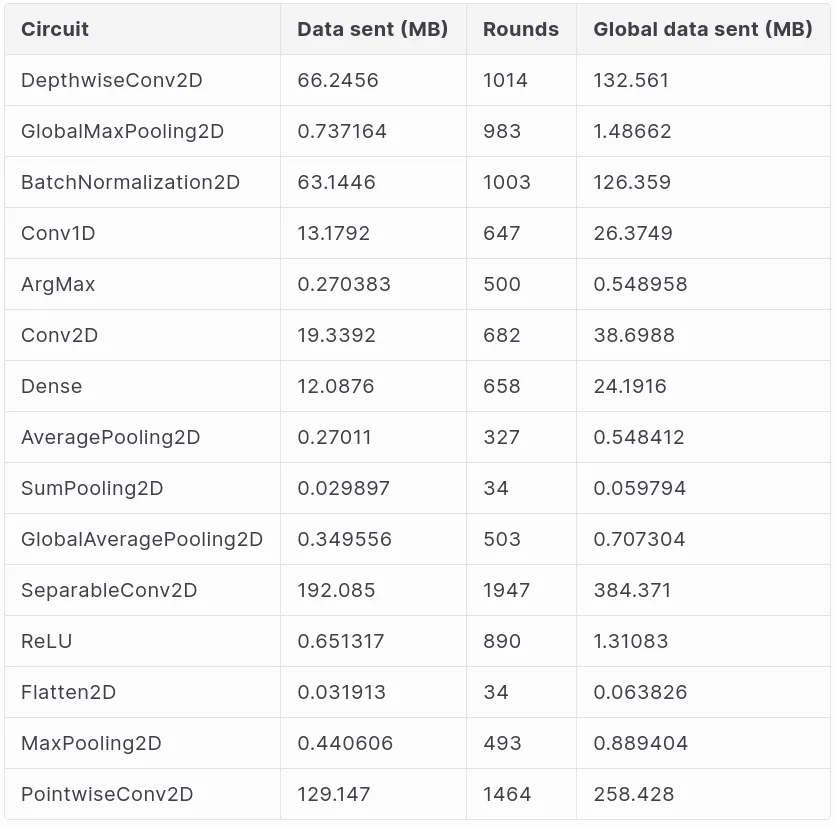 Circuit Data sent (MB) Rounds Global data sent (MB)
DepthwiseConv2D 66.2456 1014 132.561
GlobalMaxPooling2D 0.737164 983 1.48662
BatchNormalization2D 63.1446 1003 126.359
Conv1D 13.1792 647 26.3749
ArgMax 0.270383 500 0.548958
Conv2D 19.3392 682 38.6988
Dense 12.0876 658 24.1916
AveragePooling2D 0.27011 327 0.548412
SumPooling2D 0.029897 34 0.059794
GlobalAveragePooling2D 0.349556 503 0.707304
SeparableConv2D 192.085 1947 384.371
ReLU 0.651317 890 1.31083
Flatten2D 0.031913 34 0.063826
MaxPooling2D 0.440606 493 0.889404
PointwiseConv2D 129.147 1464 258.428